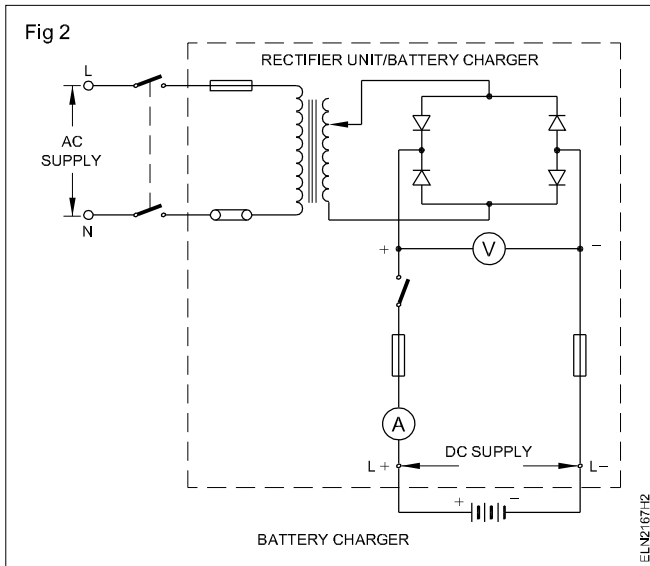 Fig 2
RECTIFIER UNIT/BATTERY CHARGER
L
AC
SUPPLY
N
+
V
–
A
DC SUPPLY
L +
L –
+
–
BATTERY CHARGER
ELN2167H2